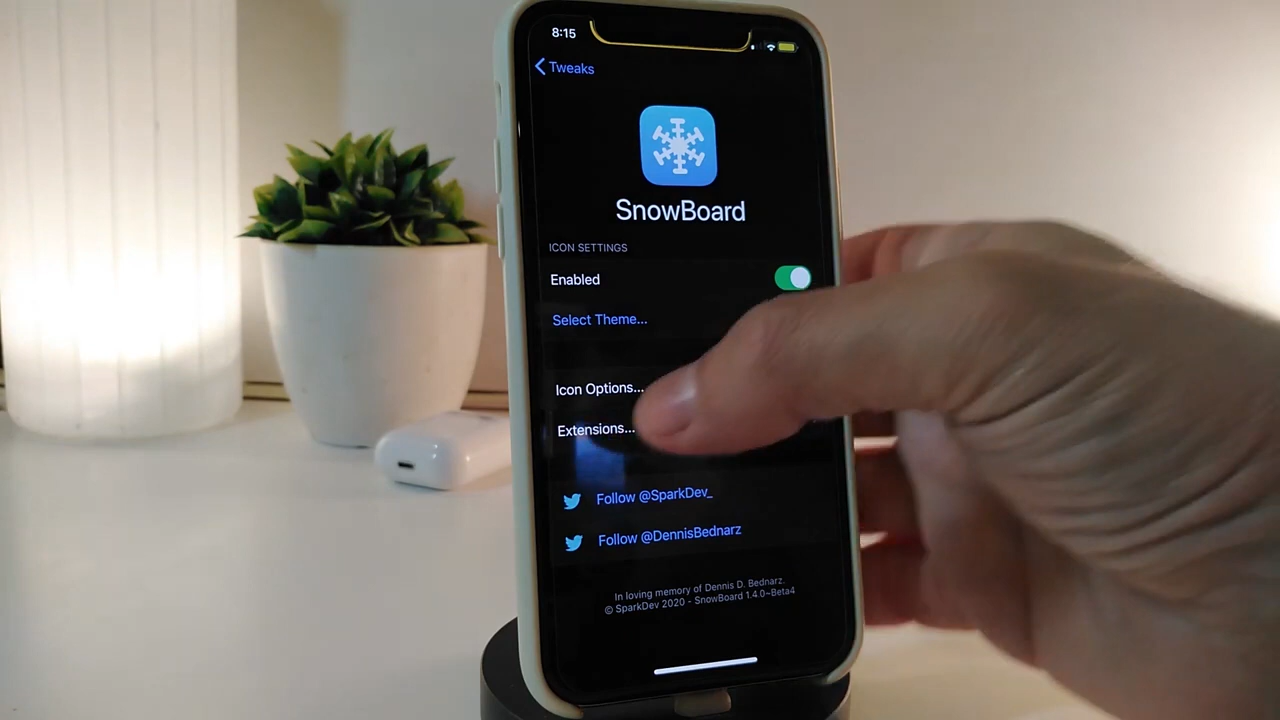 8:15
Tweaks
SnowBoard
ICON SETTINGS
Enabled
Select Theme...
Icon Options...
Extensions...
Follow @SparkDev_
Follow @DennisBednarz
In loving memory of Dennis D. Bednarz.
© SparkDev 2020 - SnowBoard 1.4.0~Beta4